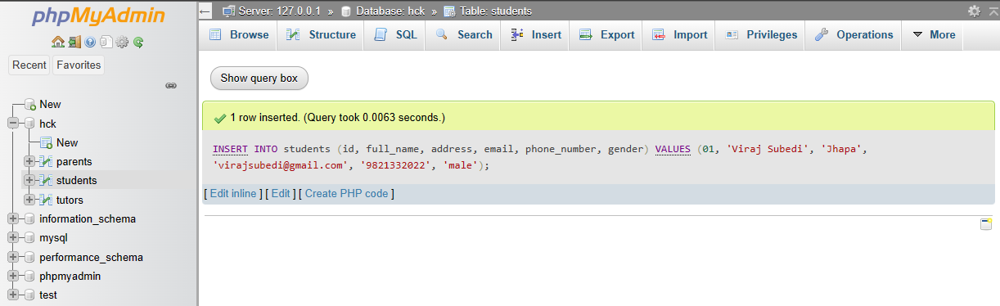 phpMyAdmin
Recent Favorites
New
hck
New
parents
students
tutors
information_schema
mysql
performance_schema
phpmyadmin
test
Server: 127.0.0.1 » Database: hck » Table: students
Browse Structure SQL Search Insert Export Import Privileges Operations More
Show query box
1 row inserted. (Query took 0.0063 seconds.)
INSERT INTO students (id, full_name, address, email, phone_number, gender) VALUES (01, 'Viraj Subedi', 'Jhapa',
'virajsubedi@gmail.com', '9821332022', 'male');
[ Edit inline ] [ Edit ] [ Create PHP code ]